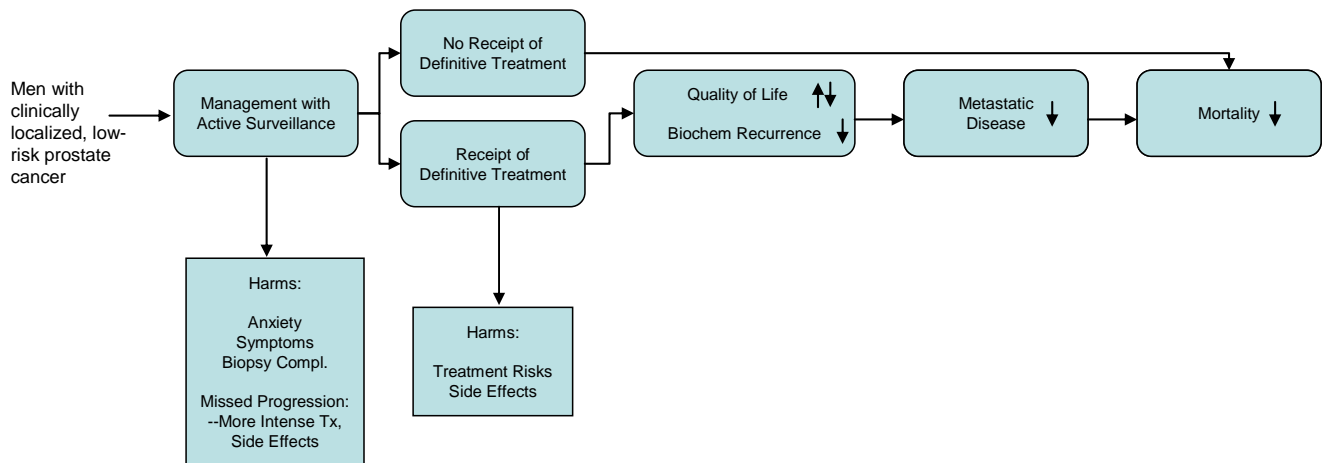 Men with
clinically
localized, low-
risk prostate
cancer
Management with
Active Surveillance
No Receipt of
Definitive Treatment
Receipt of
Definitive Treatment
Quality of Life
Biochem Recurrence
Metastatic
Disease
Mortality
Harms:
Anxiety
Symptoms
Biopsy Compl.
Missed Progression:
--More Intense Tx,
Side Effects
Harms:
Treatment Risks
Side Effects